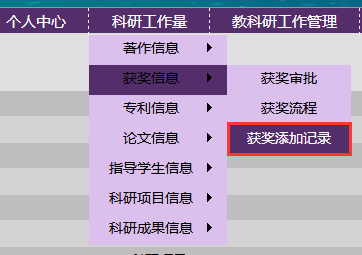 个人中心 科研工作量 教科研工作管理
著作信息
获奖信息 获奖审批
专利信息 获奖流程
论文信息 获奖添加记录
指导学生信息
科研项目信息
科研成果信息